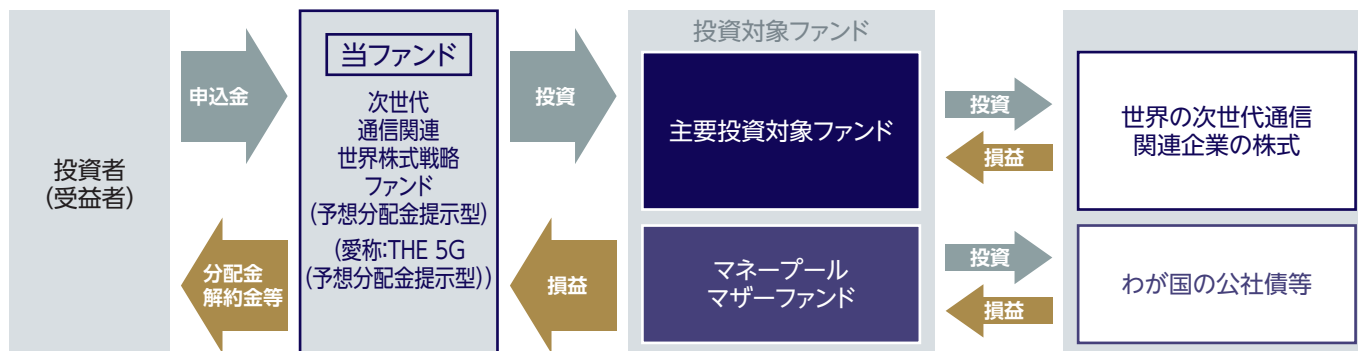 投資者
(受益者)
申込金
分配金
解約金等
当ファンド
次世代
通信関連
世界株式戦略
ファンド
(予想分配金提示型)
(愛称:THE 5G
(予想分配金提示型))
投資
損益
投資対象ファンド
主要投資対象ファンド
マネープール
マザーファンド
投資
損益
投資
損益
世界の次世代通信
関連企業の株式
わが国の公社債等